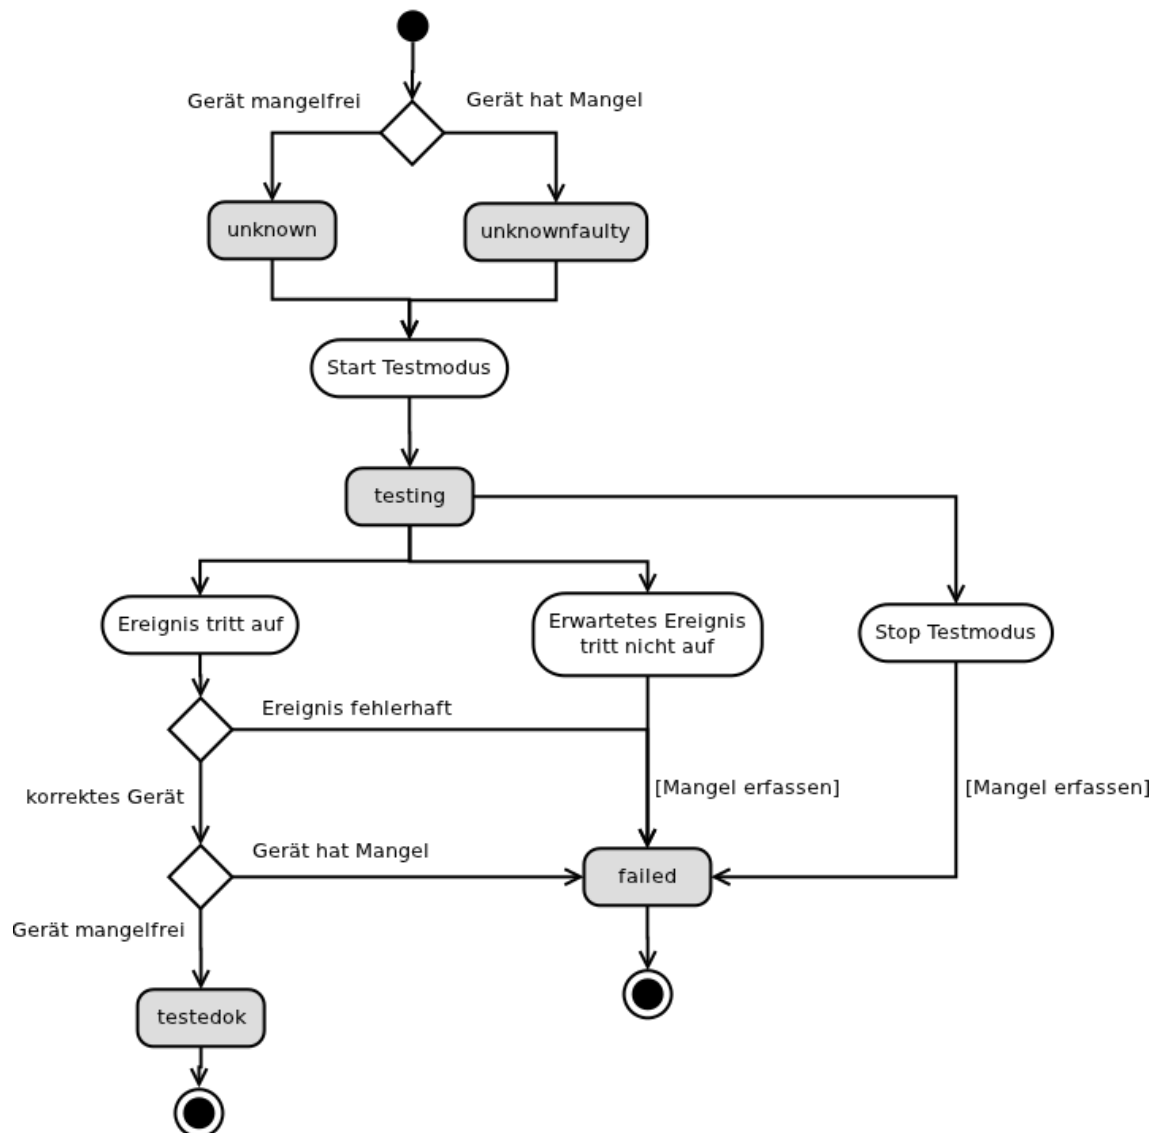 Gerät mangelfrei
Gerät hat Mangel
unknown
unknownfaulty
Start Testmodus
testing
Ereignis tritt auf
Erwartetes Ereignis
tritt nicht auf
Stop Testmodus
Ereignis fehlerhaft
korrektes Gerät
[Mangel erfassen]
[Mangel erfassen]
Gerät hat Mangel
failed
Gerät mangelfrei
testedok